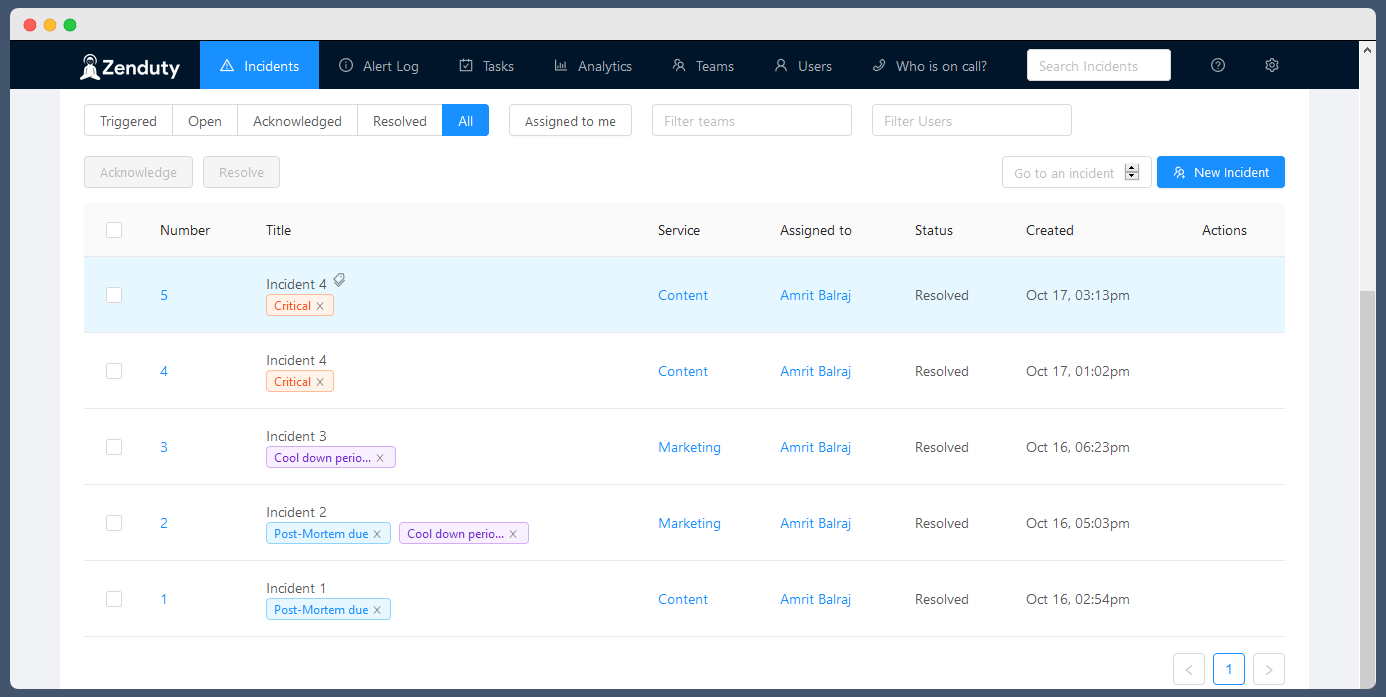 Zenduty Incidents Alert Log Tasks Analytics Teams Users Who is on call? Search Incidents
Triggered Open Acknowledged Resolved All Assigned to me Filter teams Filter Users
Acknowledge Resolve Go to an incident New Incident
Number Title Service Assigned to Status Created Actions
5 Incident 4 Critical Content Amrit Balraj Resolved Oct 17, 03:13pm
4 Incident 4 Critical Content Amrit Balraj Resolved Oct 17, 01:02pm
3 Incident 3 Cool down perio... Marketing Amrit Balraj Resolved Oct 16, 06:23pm
2 Incident 2 Post-Mortem due Cool down perio... Marketing Amrit Balraj Resolved Oct 16, 05:03pm
1 Incident 1 Post-Mortem due Content Amrit Balraj Resolved Oct 16, 02:54pm
< 1 >